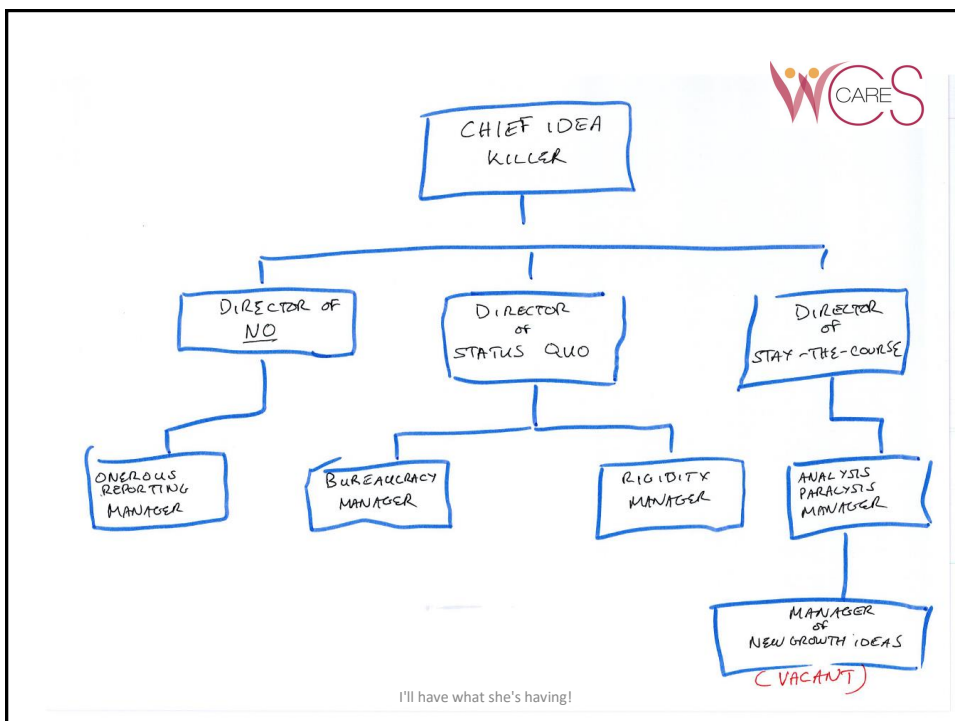 WCS
CARE
CHIEF IDEA
KILLER
DIRECTOR OF
NO
DIRECTOR
OF
STATUS QUO
DIRECTOR
OF
STAY-THE-COURSE
ONEROUS
REPORTING
MANAGER
BUREAUCRACY
MANAGER
RIGIDITY
MANAGER
ANALYSIS
PARALYSIS
MANAGER
MANAGER
OF
NEW GROWTH IDEAS
(VACANT)
I'll have what she's having!